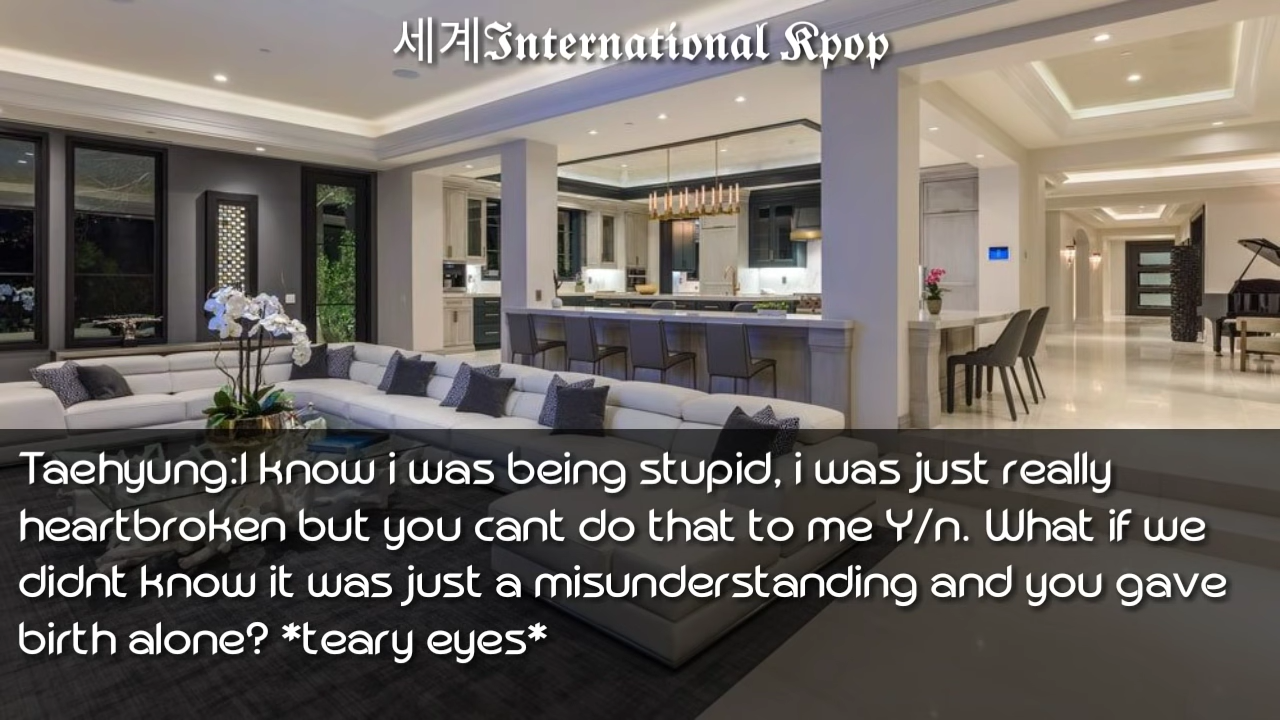 세계International Kpop
Taehyung:I know i was being stupid, i was just really
heartbroken but you cant do that to me Y/n. What if we
didnt know it was just a misunderstanding and you gave
birth alone? *teary eyes*